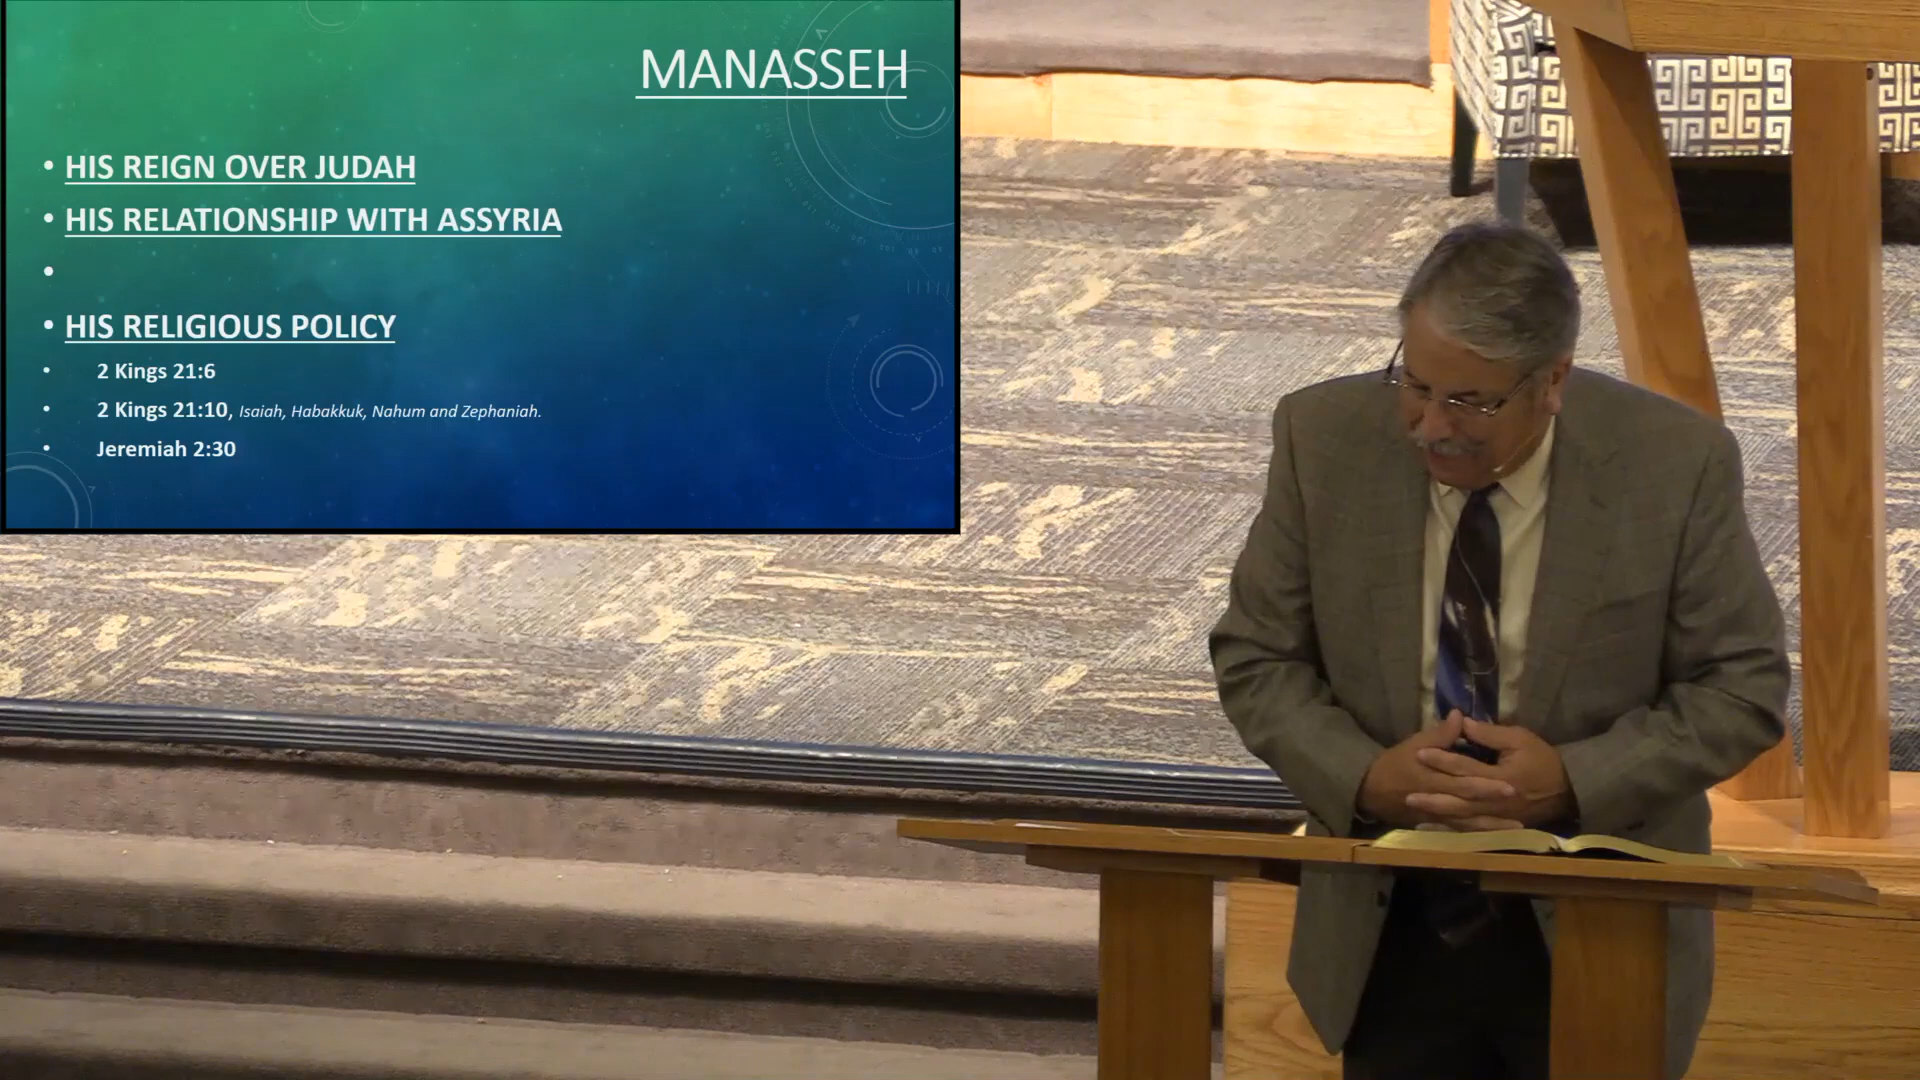 MANASSEH
• HIS REIGN OVER JUDAH
• HIS RELATIONSHIP WITH ASSYRIA
•
• HIS RELIGIOUS POLICY
• 2 Kings 21:6
• 2 Kings 21:10, Isaiah, Habakkuk, Nahum and Zephaniah.
• Jeremiah 2:30